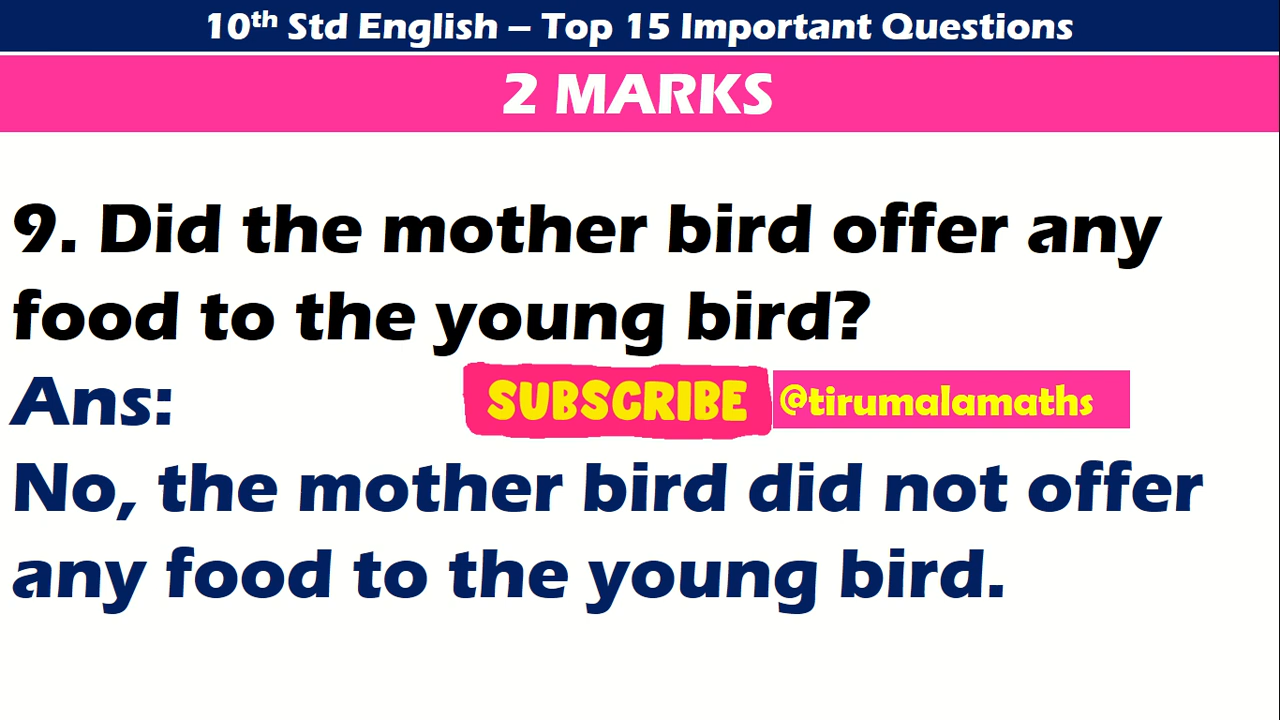 10th Std English – Top 15 Important Questions
2 MARKS
9. Did the mother bird offer any
food to the young bird?
Ans:
SUBSCRIBE @tirumalamaths
No, the mother bird did not offer
any food to the young bird.